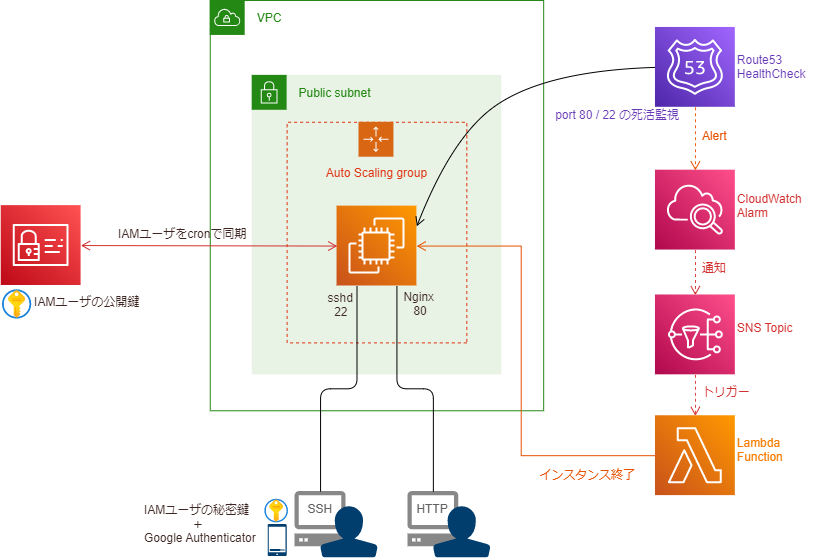 VPC
Public subnet
Auto Scaling group
53
Route53
HealthCheck
port 80 / 22 の死活監視
Alert
CloudWatch
Alarm
通知
SNS Topic
トリガー
Lambda
Function
インスタンス終了
IAMユーザをcronで同期
IAMユーザの公開鍵
sshd
22
Nginx
80
SSH
HTTP
IAMユーザの秘密鍵
+
Google Authenticator